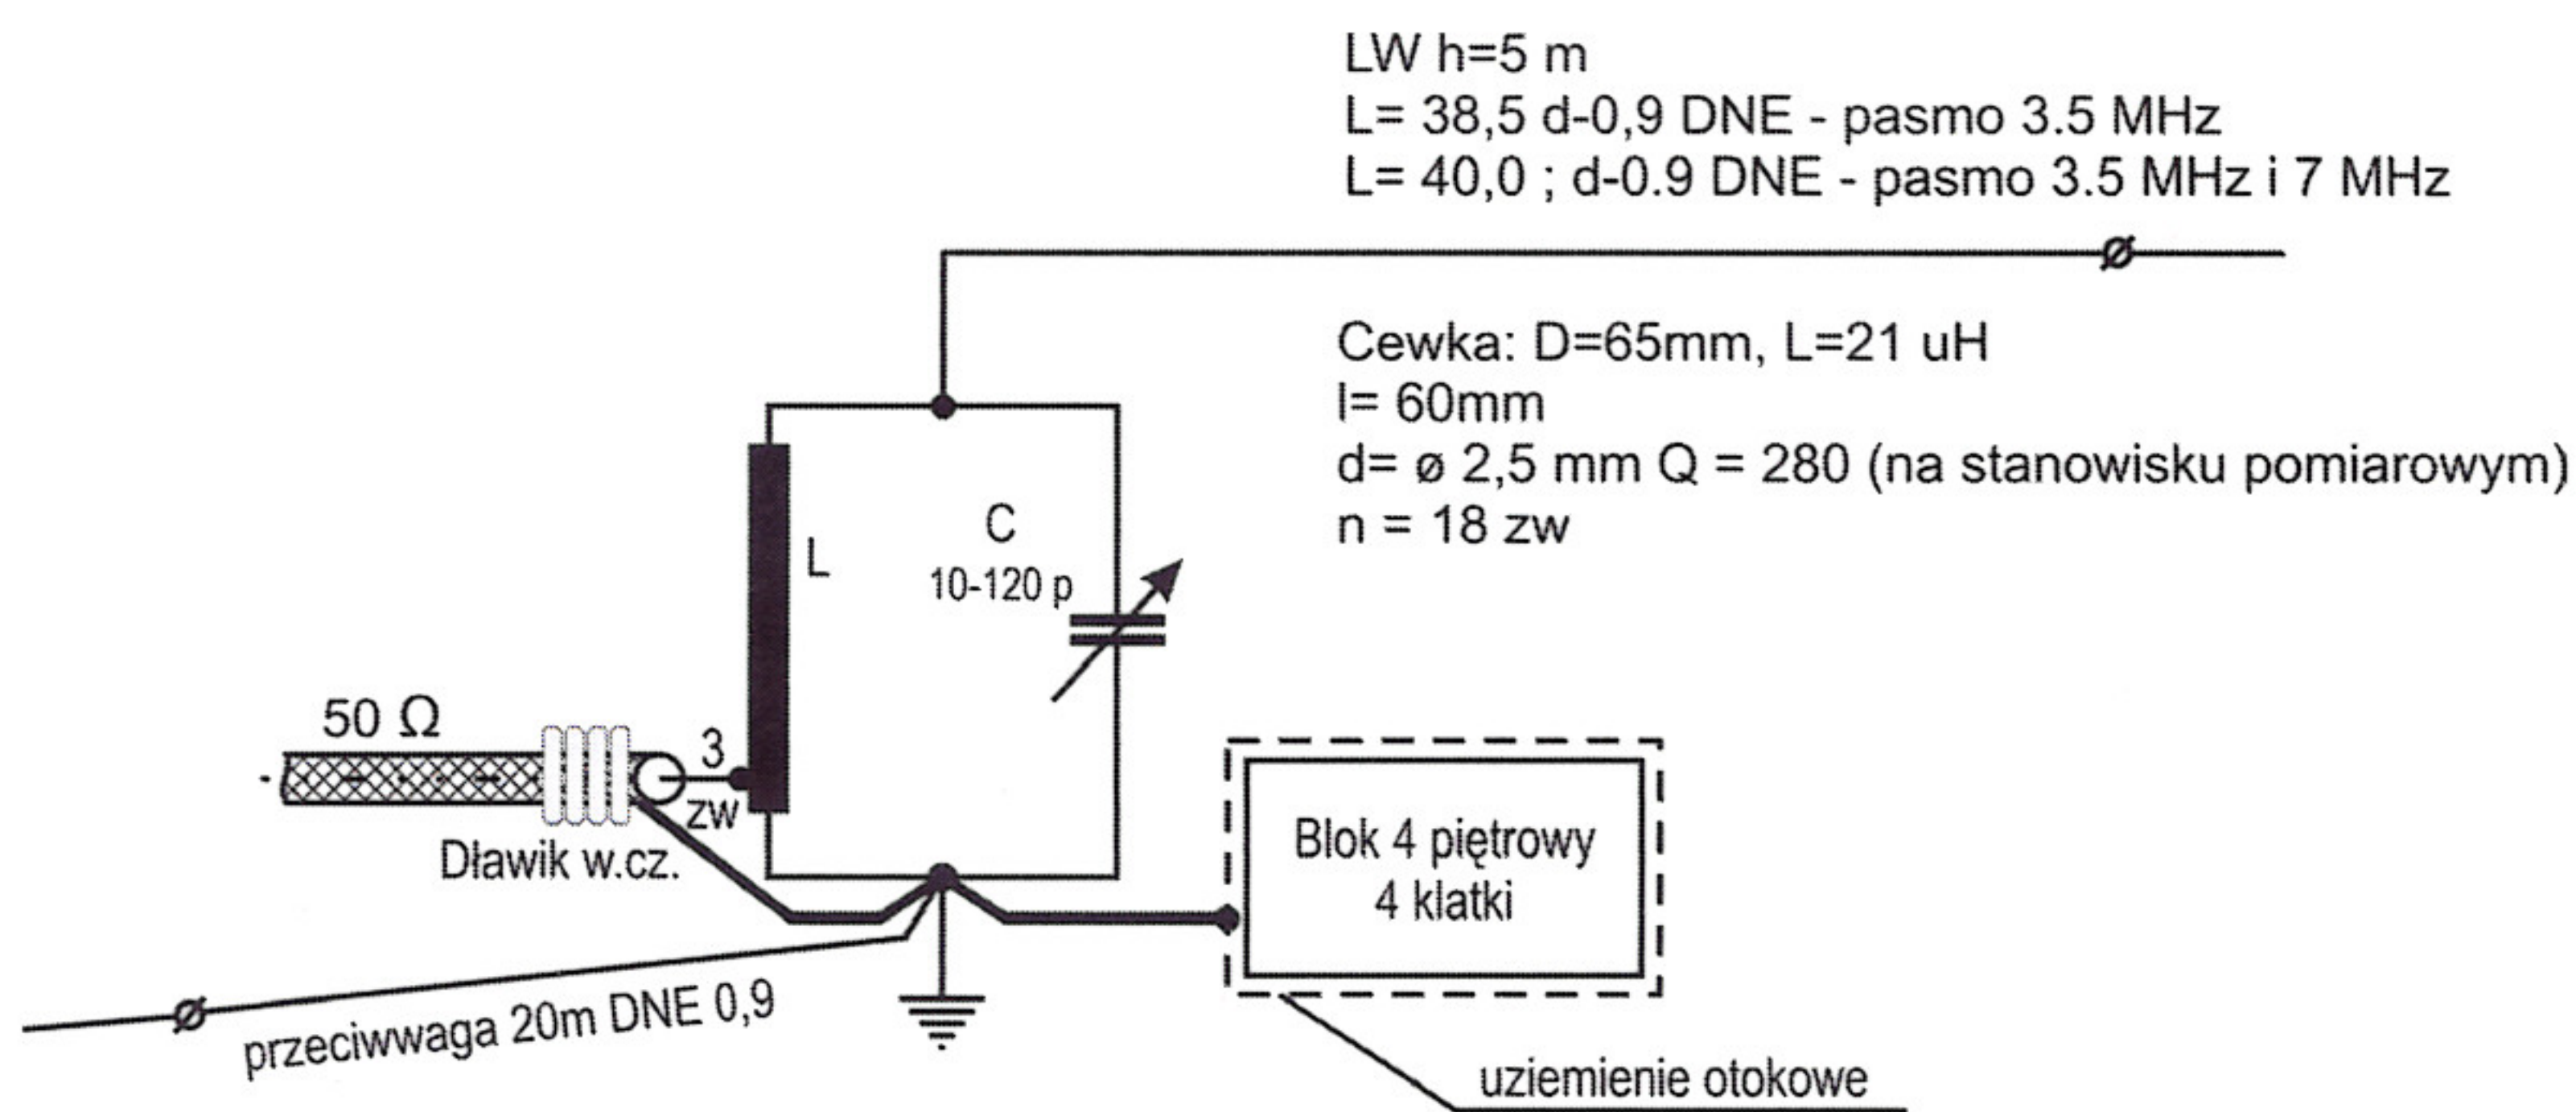 LW h=5 m
L= 38,5 d-0,9 DNE - pasmo 3.5 MHz
L= 40,0 ; d-0.9 DNE - pasmo 3.5 MHz i 7 MHz
Cewka: D=65mm, L=21 uH
l= 60mm
d= ø 2,5 mm Q = 280 (na stanowisku pomiarowym)
n = 18 zw
C
10-120 p
L
50 Ω
3
zw
Dławik w.cz.
Blok 4 piętrowy
4 klatki
przeciwwaga 20m DNE 0,9
uziemienie otokowe